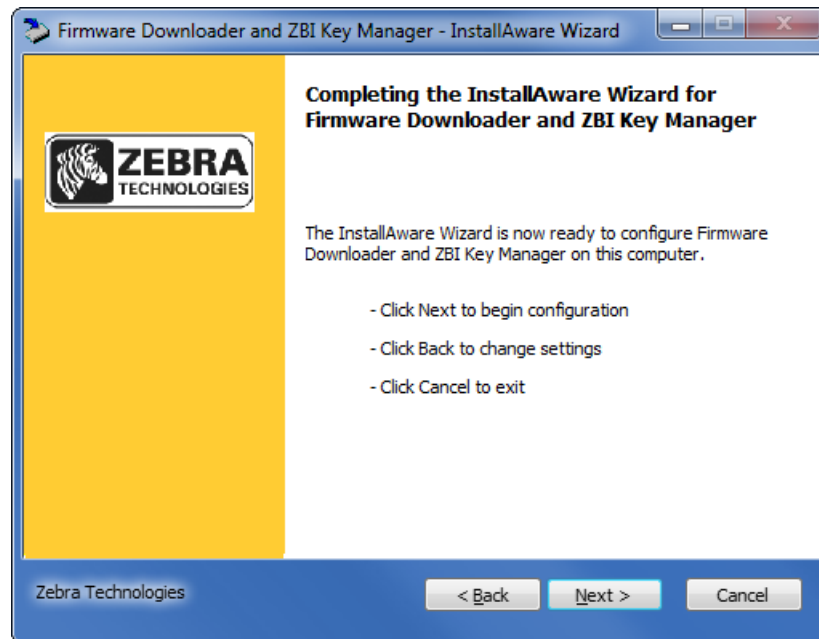 Firmware Downloader and ZBI Key Manager - InstallAware Wizard
Completing the InstallAware Wizard for
Firmware Downloader and ZBI Key Manager
ZEBRA
TECHNOLOGIES
The InstallAware Wizard is now ready to configure Firmware
Downloader and ZBI Key Manager on this computer.
- Click Next to begin configuration
- Click Back to change settings
- Click Cancel to exit
Zebra Technologies
< Back
Next >
Cancel